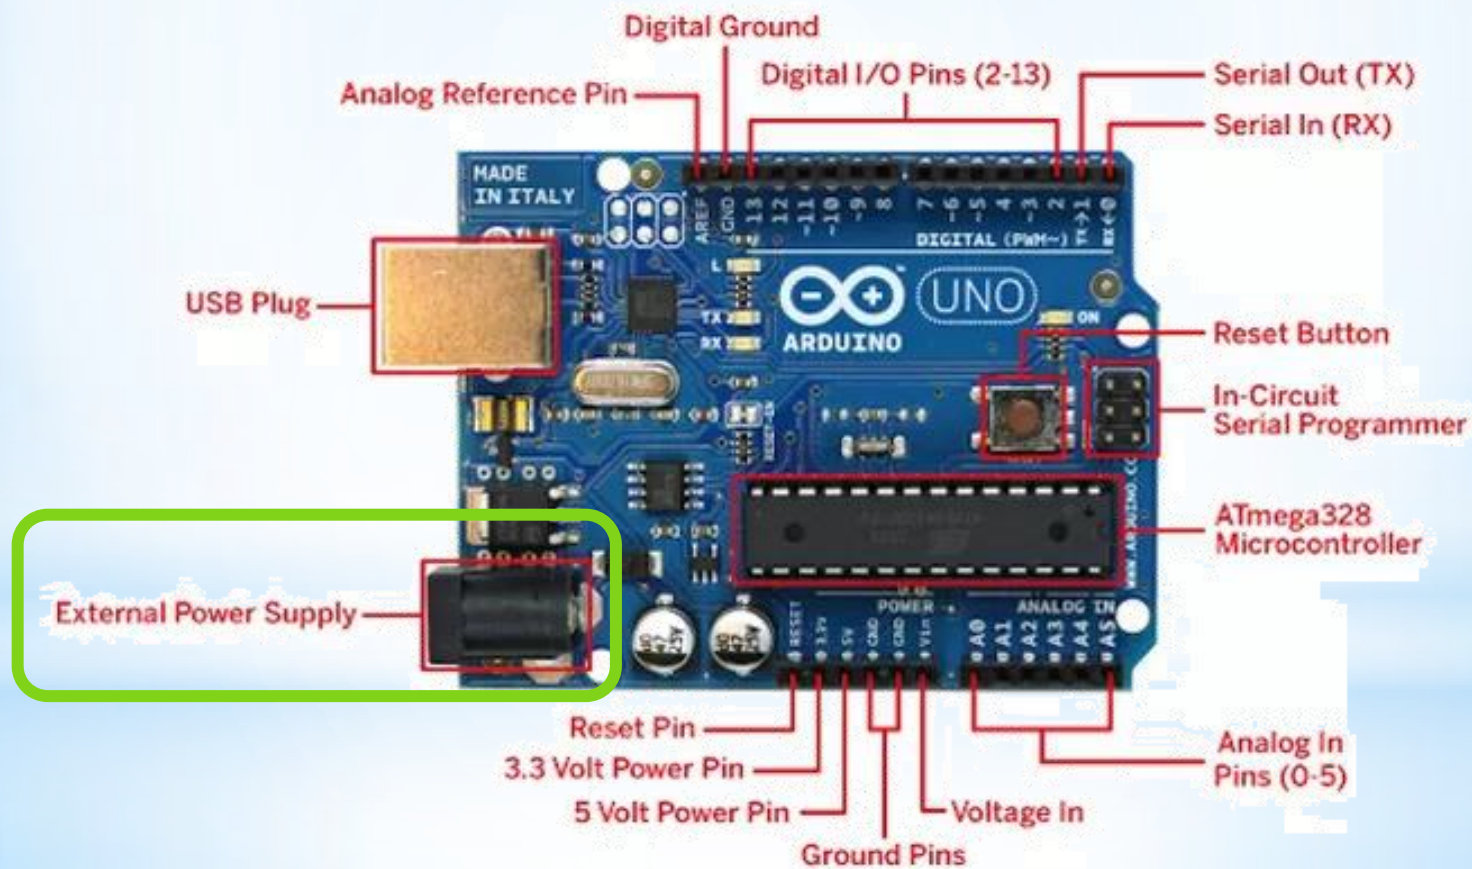 Digital Ground
Digital I/O Pins (2-13)
Serial Out (TX)
Analog Reference Pin
Serial In (RX)
MADE
IN ITALY
AREF
GND
13
12
~11
~10
~9
8
7
~6
~5
4
~3
2
TX→1
RX←0
DIGITAL (PWM~)
USB Plug
L
TX
RX
ARDUINO
UNO
ON
Reset Button
In-Circuit
Serial Programmer
RESET-EN
ATmega328
Microcontroller
External Power Supply
POWER
ANALOG IN
RESET
3.3V
5V
GND
GND
Vin
A0
A1
A2
A3
A4
A5
Reset Pin
3.3 Volt Power Pin
5 Volt Power Pin
Ground Pins
Voltage In
Analog In
Pins (0-5)